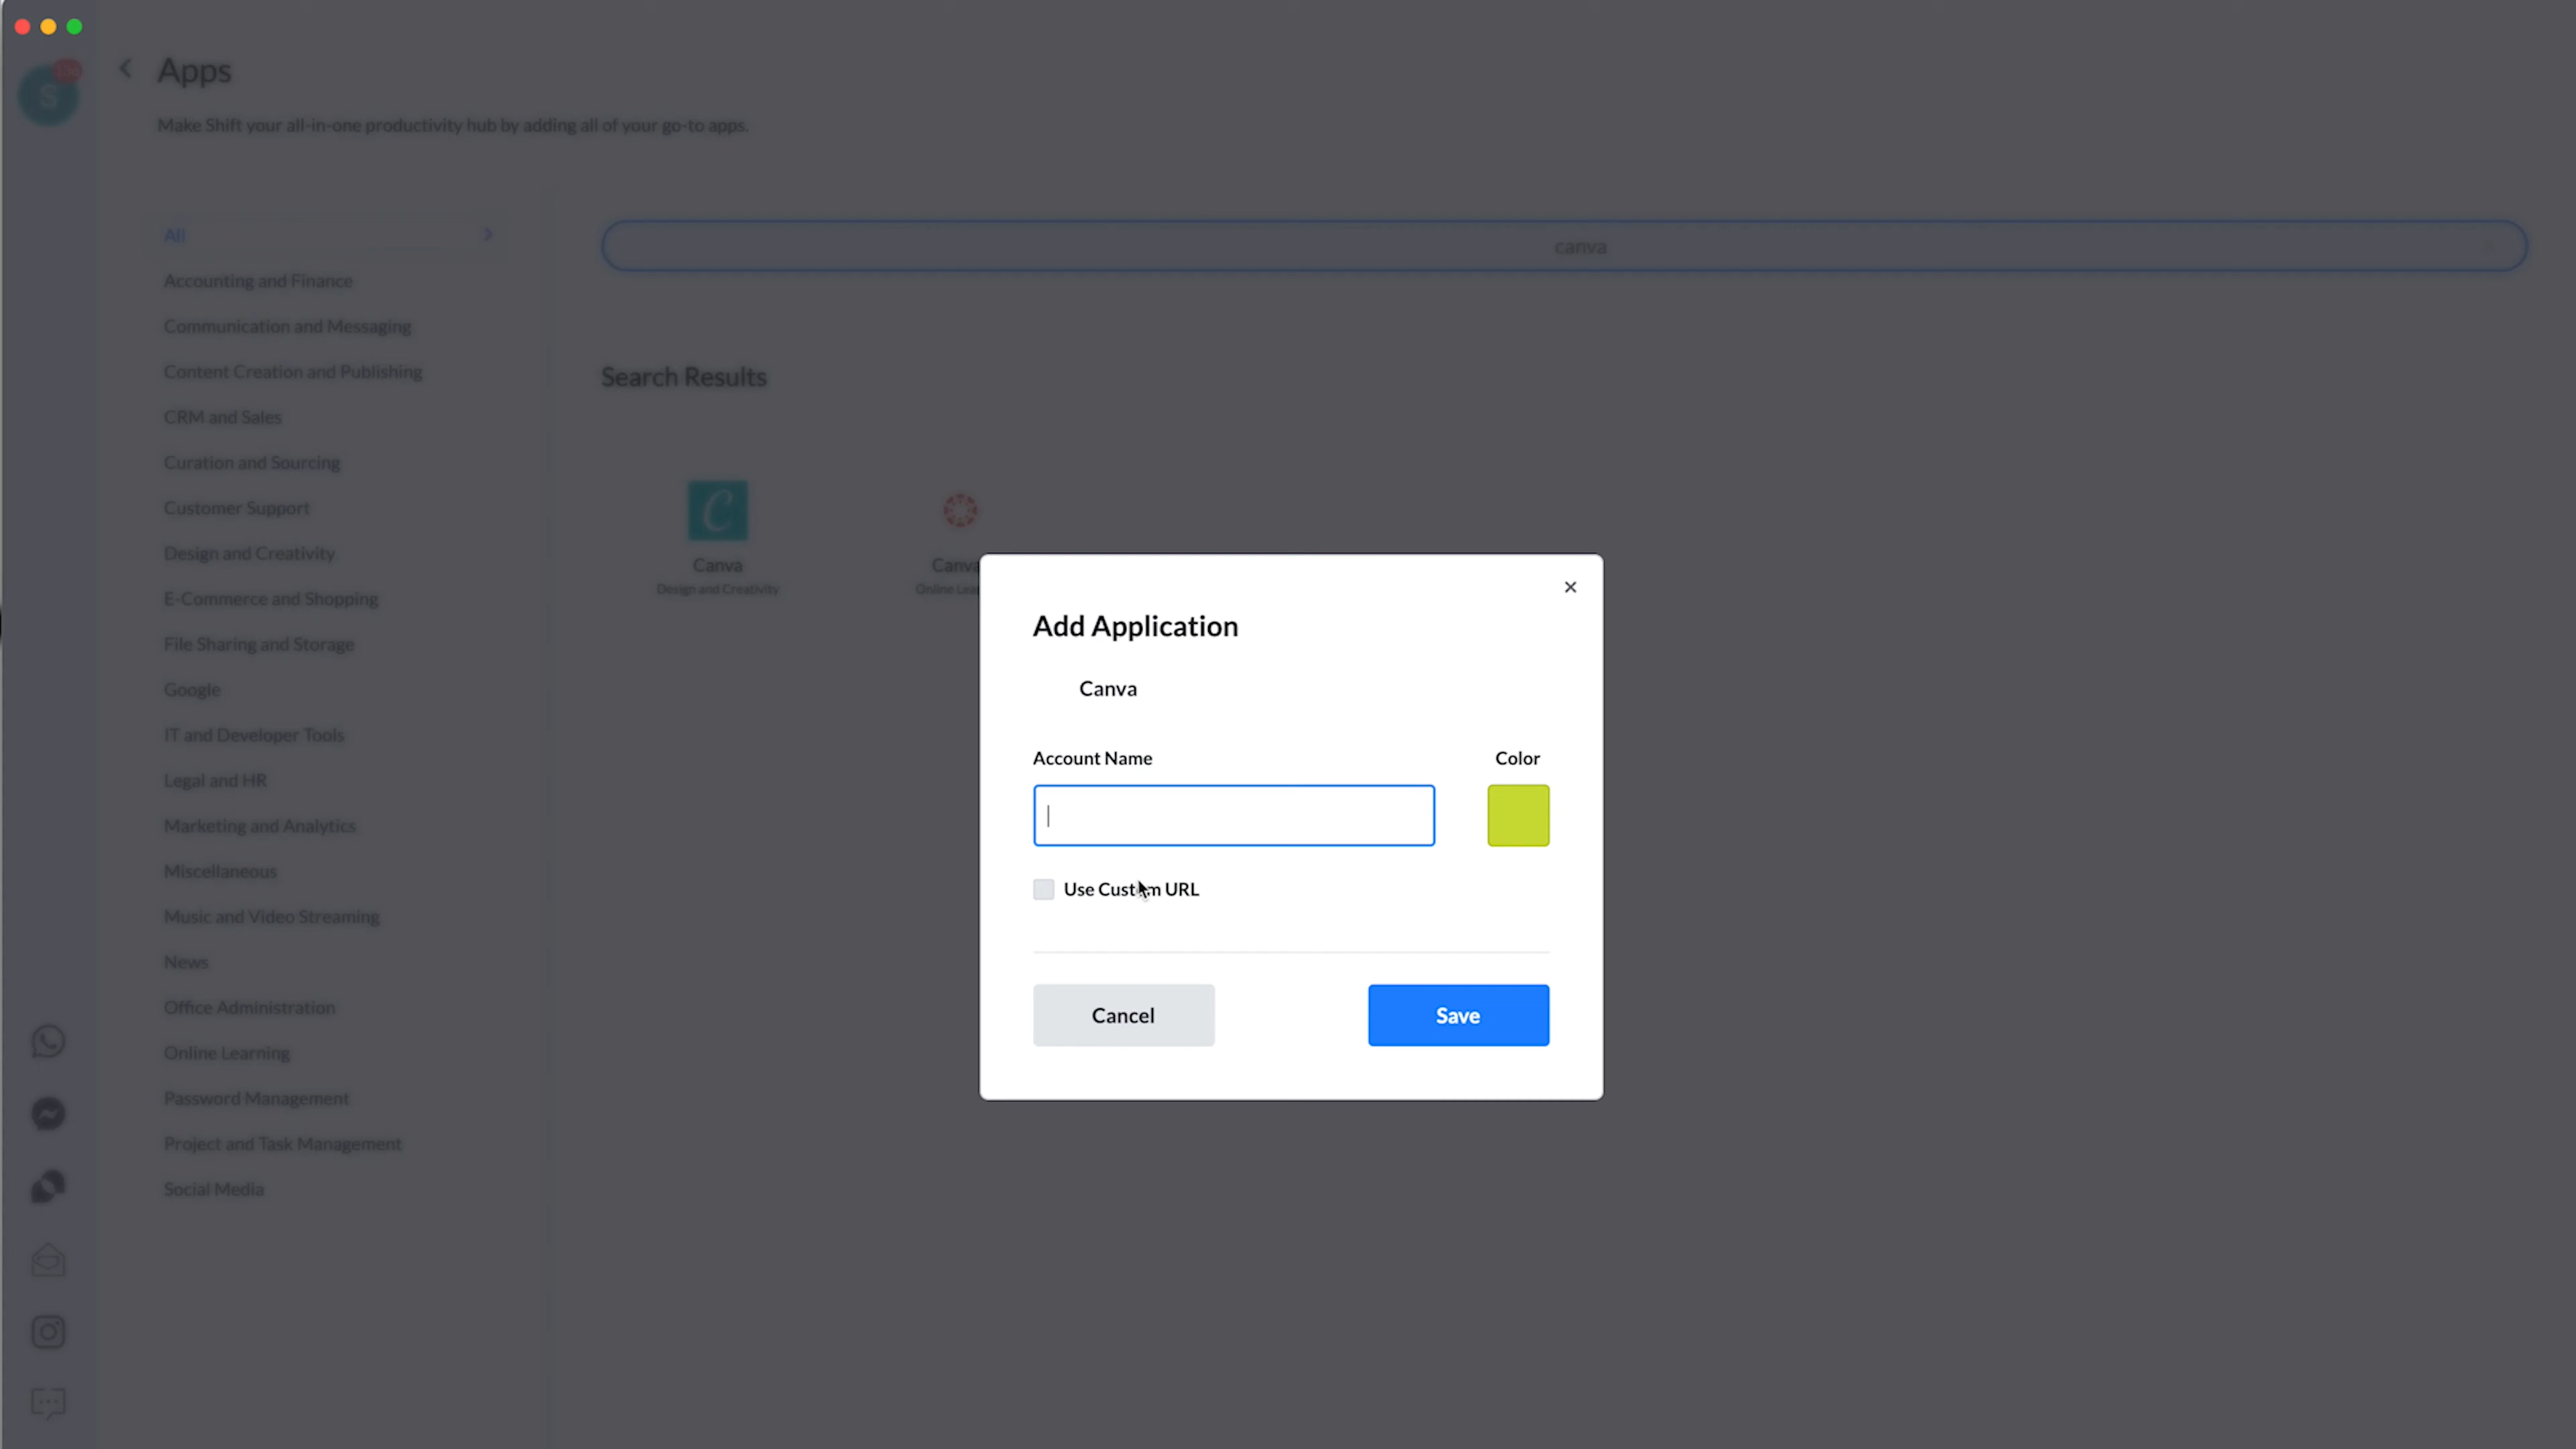 S
Apps
Make Shift your all-in-one productivity hub by adding all of your go-to apps.
All
Accounting and Finance
Communication and Messaging
Content Creation and Publishing
CRM and Sales
Curation and Sourcing
Customer Support
Design and Creativity
E-Commerce and Shopping
File Sharing and Storage
Google
IT and Developer Tools
Legal and HR
Marketing and Analytics
Miscellaneous
Music and Video Streaming
News
Office Administration
Online Learning
Password Management
Project and Task Management
Social Media
canva
Search Results
C
Canva
Design and Creativity
Canva
Online Lea
Add Application
Canva
Account Name
Color
Use Custom URL
Cancel
Save